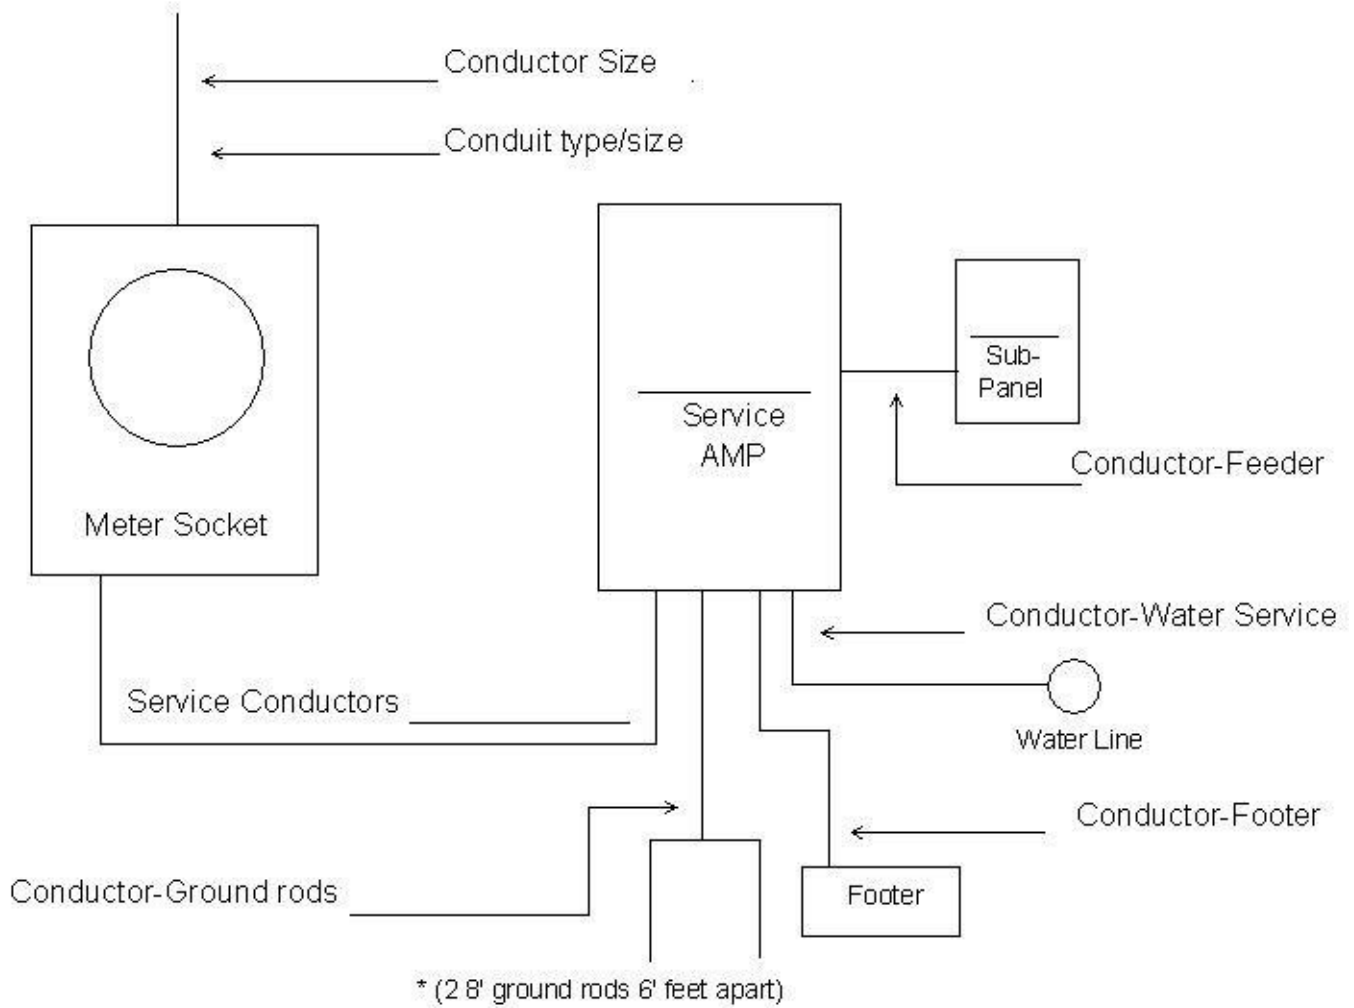 Conductor Size
Conduit type/size
Sub-
Panel
Service
AMP
Conductor-Feeder
Meter Socket
Conductor-Water Service
Service Conductors
Water Line
Conductor-Footer
Conductor-Ground rods
Footer
* (2 8' ground rods 6' feet apart)